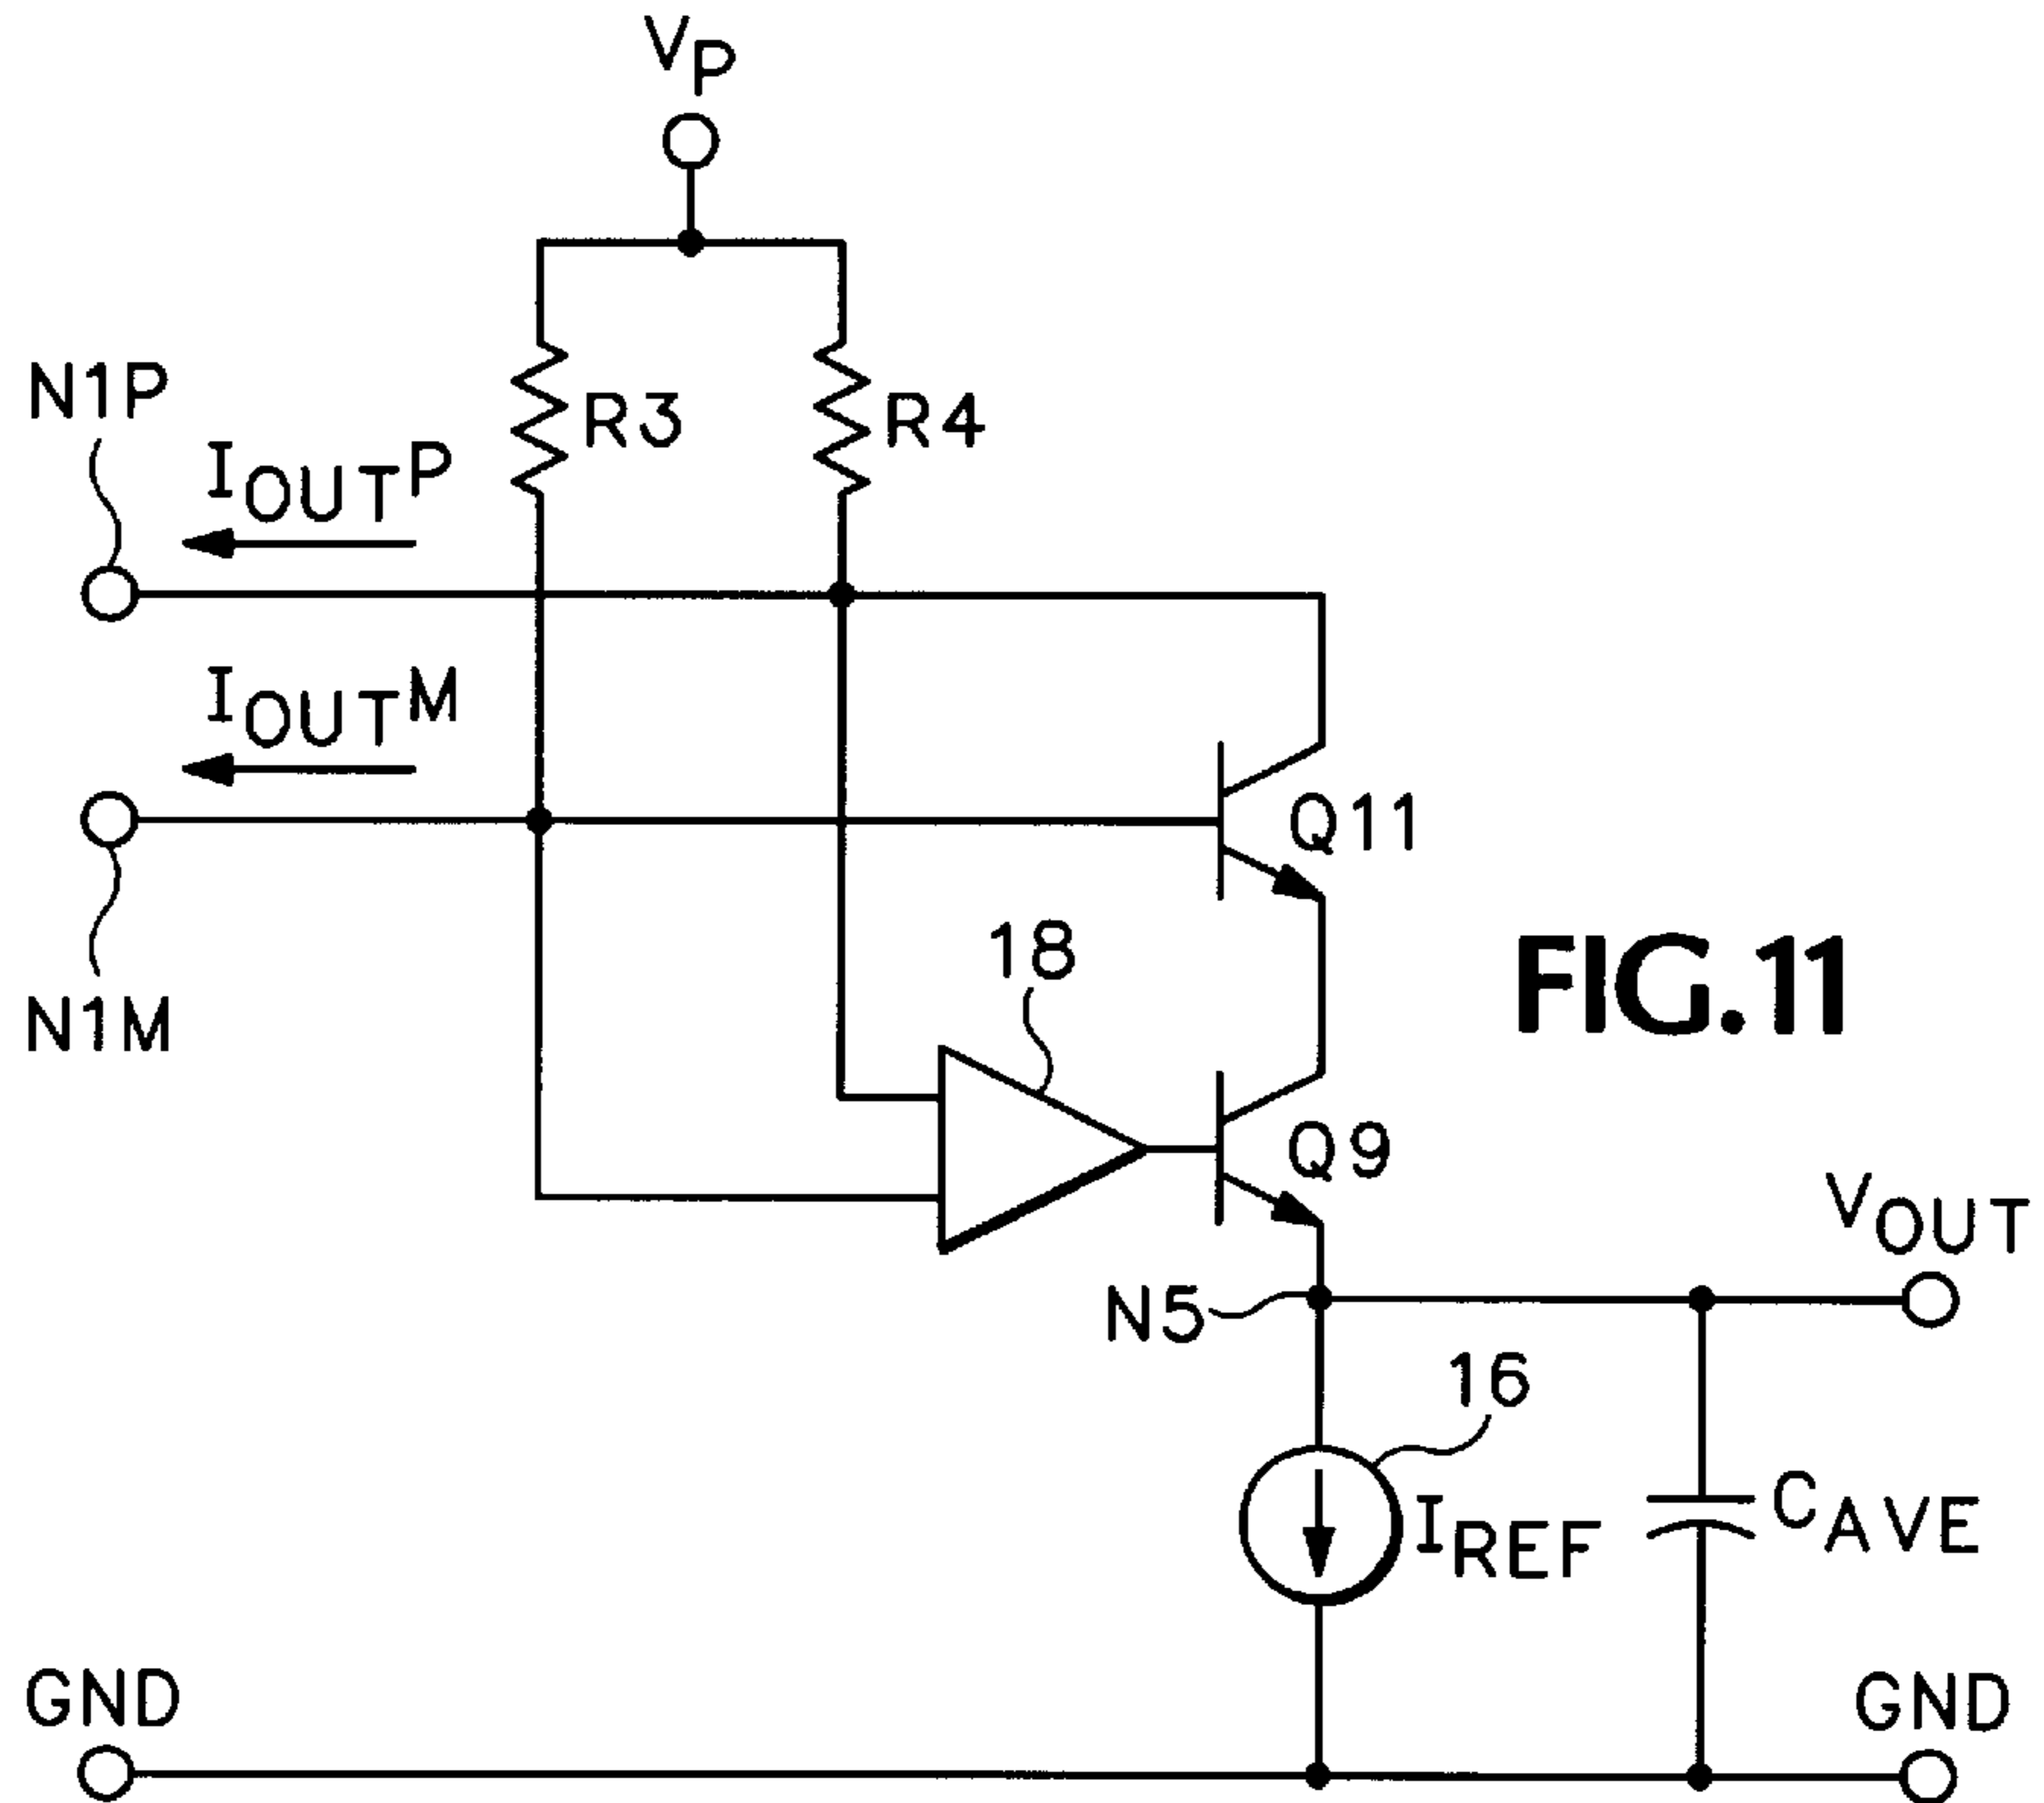 VP
N1P
R3
R4
IOUTP
IOUTM
Q11
N1M
18
FIG.11
Q9
VOUT
N5
16
IREF
CAVE
GND
GND